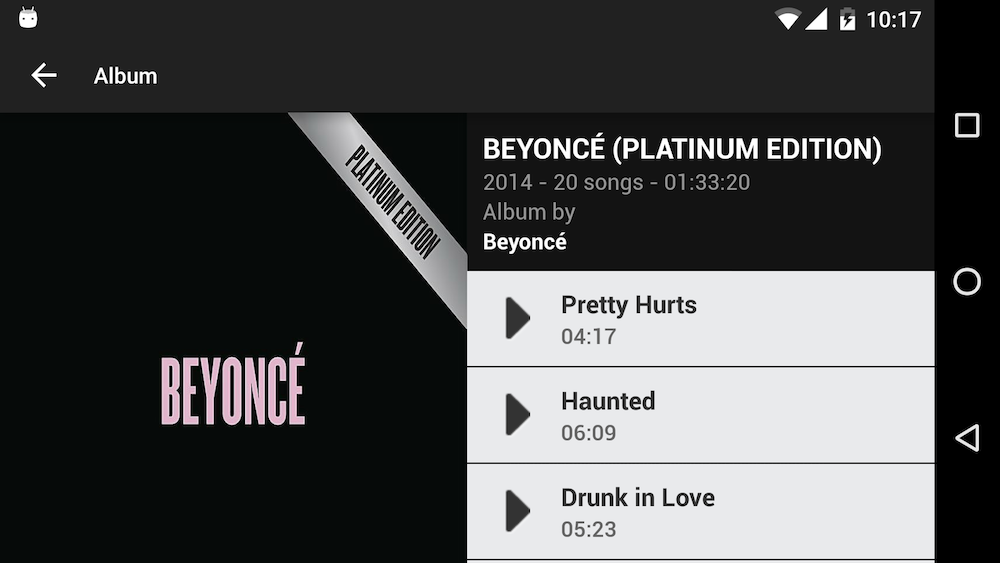 10:17
Album
PLATINUM EDITION
BEYONCÉ
BEYONCÉ (PLATINUM EDITION)
2014 - 20 songs - 01:33:20
Album by
Beyoncé
Pretty Hurts
04:17
Haunted
06:09
Drunk in Love
05:23